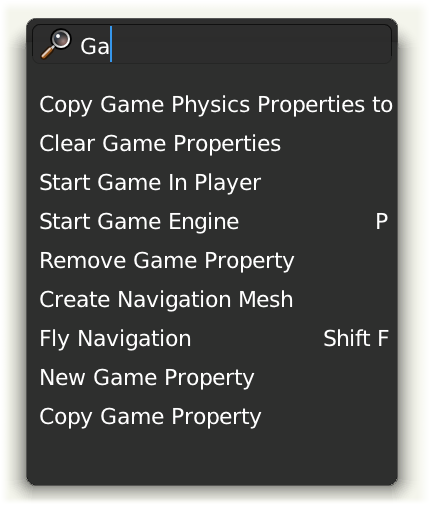 Ga
Copy Game Physics Properties to
Clear Game Properties
Start Game In Player
Start Game Engine P
Remove Game Property
Create Navigation Mesh
Fly Navigation Shift F
New Game Property
Copy Game Property